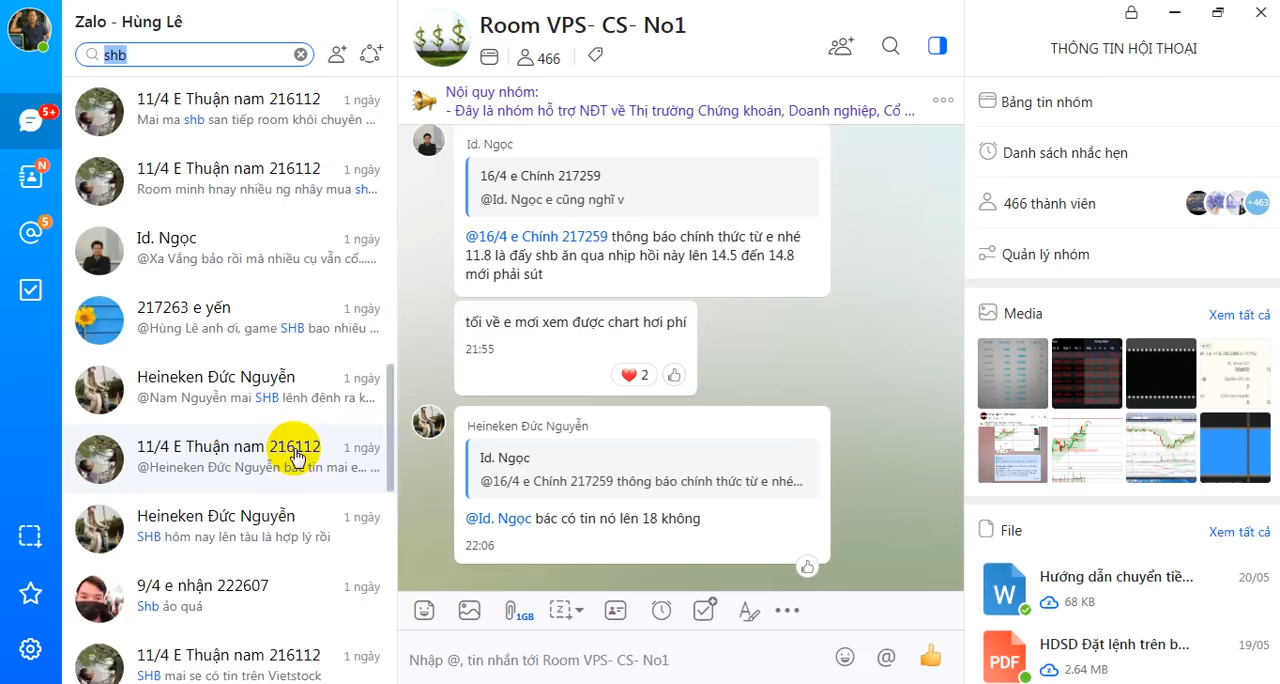 Zalo - Hùng Lê
shb
5+
N
5
11/4 E Thuận nam 216112 1 ngày
Mai ma shb san tiếp room khôi chuyên ...
11/4 E Thuận nam 216112 1 ngày
Room minh hnay nhiều ng nhây mua sh...
Id. Ngọc 1 ngày
@Xa Vắng bảo rồi mà nhiều cụ vẫn cố.....
217263 e yến 1 ngày
@Hùng Lê anh ơi, game SHB bao nhiêu ...
Heineken Đức Nguyễn 1 ngày
@Nam Nguyễn mai SHB lênh đênh ra k...
11/4 E Thuận nam 216112 1 ngày
@Heineken Đức Nguyễn báo tin mai e... ...
Heineken Đức Nguyễn 1 ngày
SHB hôm nay lên tàu là hợp lý rồi
9/4 e nhận 222607 1 ngày
Shb ảo quá
11/4 E Thuận nam 216112 1 ngày
SHB mai se có tin trên Vietstock
Room VPS- CS- No1
466
Nội quy nhóm:
- Đây là nhóm hỗ trợ NĐT về Thị trường Chứng khoán, Doanh nghiệp, Cổ ...
Id. Ngọc
16/4 e Chính 217259
@Id. Ngọc e cũng nghĩ v
@16/4 e Chính 217259 thông báo chính thức từ e nhé
11.8 là đấy shb ăn qua nhịp hồi này lên 14.5 đến 14.8
mới phải sút
tối về e mơi xem được chart hơi phí
21:55
2
Heineken Đức Nguyễn
Id. Ngọc
@16/4 e Chính 217259 thông báo chính thức từ e nhé...
@Id. Ngọc bác có tin nó lên 18 không
22:06
1GB
Nhập @, tin nhắn tới Room VPS- CS- No1
THÔNG TIN HỘI THOẠI
Bảng tin nhóm
Danh sách nhắc hẹn
466 thành viên
+463
Quản lý nhóm
Media
Xem tất cả
File
Xem tất cả
W
Hướng dẫn chuyển tiề...
20/05
68 KB
PDF
HDSD Đặt lệnh trên b...
19/05
2.64 MB